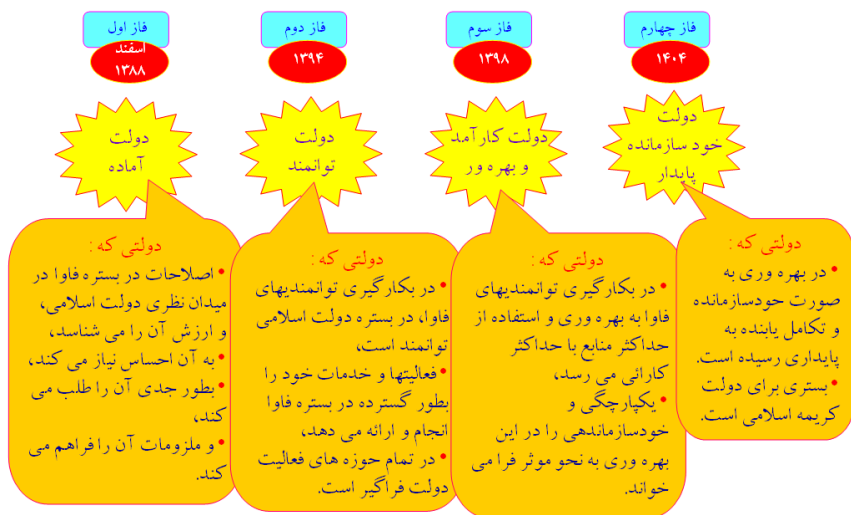 فاز اول
اسفند
۱۳۸۸
دولت
آماده
دولتی که :
• اصلاحات در بستره فاوا در
میدان نظری دولت اسلامی،
و ارزش آن را می شناسد،
• به آن احساس نیاز می کند،
• بطور جدی آن را طلب می
کند،
• و ملزومات آن را فراهم می
کند.
فاز دوم
۱۳۹۴
دولت
توانمند
دولتی که :
• در بکارگیری توانمندیهای
فاوا، در بستره دولت اسلامی
توانمند است،
• فعالیتها و خدمات خود را
بطور گسترده در بستره فاوا
انجام و ارائه می دهد،
• در تمام حوزه های فعالیت
دولت فراگیر است.
فاز سوم
۱۳۹۸
دولت کارآمد
و بهره ور
دولتی که :
• در بکارگیری توانمندیهای
فاوا به بهره وری و استفاده از
حداکثر منابع با حداکثر
کارائی می رسد،
• یکپارچگی و
خودسازماندهی را در این
بهره وری به نحو موثر فرا می
خواند.
فاز چهارم
۱۴۰۴
دولت
خود سازمانده
پایدار
دولتی که :
• در بهره وری به
صورت خودسازمانده
و تکامل یابنده به
پایداری رسیده است.
• بستری برای دولت
کریمه اسلامی است.